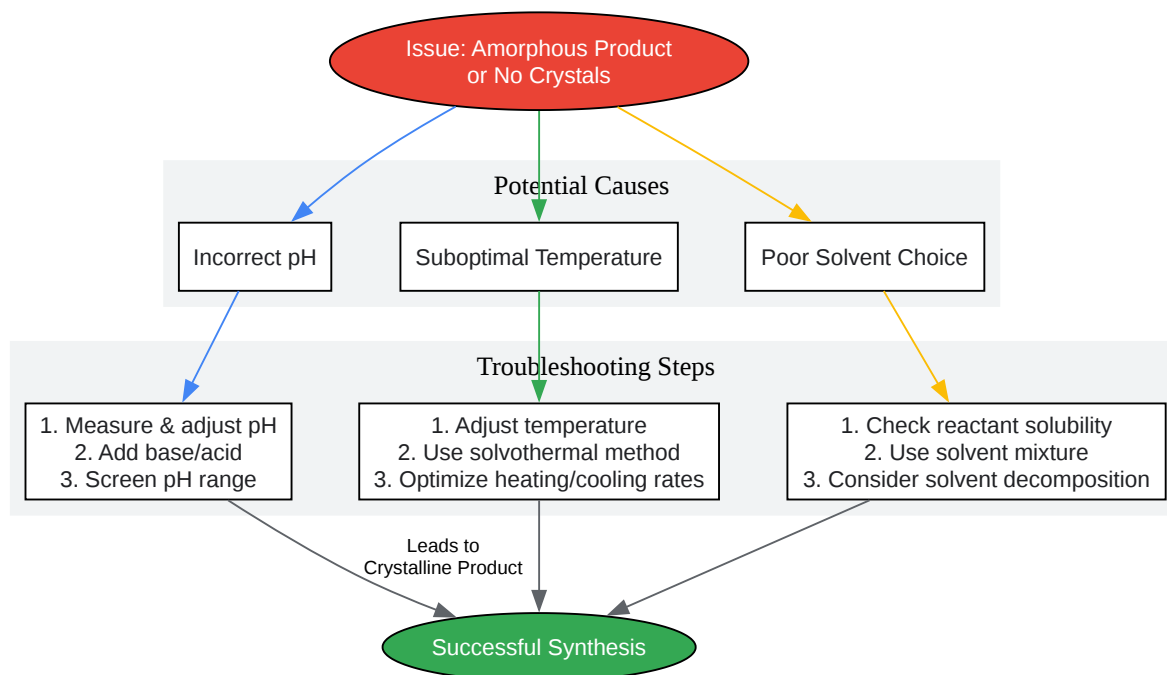 Issue: Amorphous Product
or No Crystals
Potential Causes
Incorrect pH
Suboptimal Temperature
Poor Solvent Choice
Troubleshooting Steps
1. Measure & adjust pH
2. Add base/acid
3. Screen pH range
1. Adjust temperature
2. Use solvothermal method
3. Optimize heating/cooling rates
1. Check reactant solubility
2. Use solvent mixture
3. Consider solvent decomposition
Leads to
Crystalline Product
Successful Synthesis